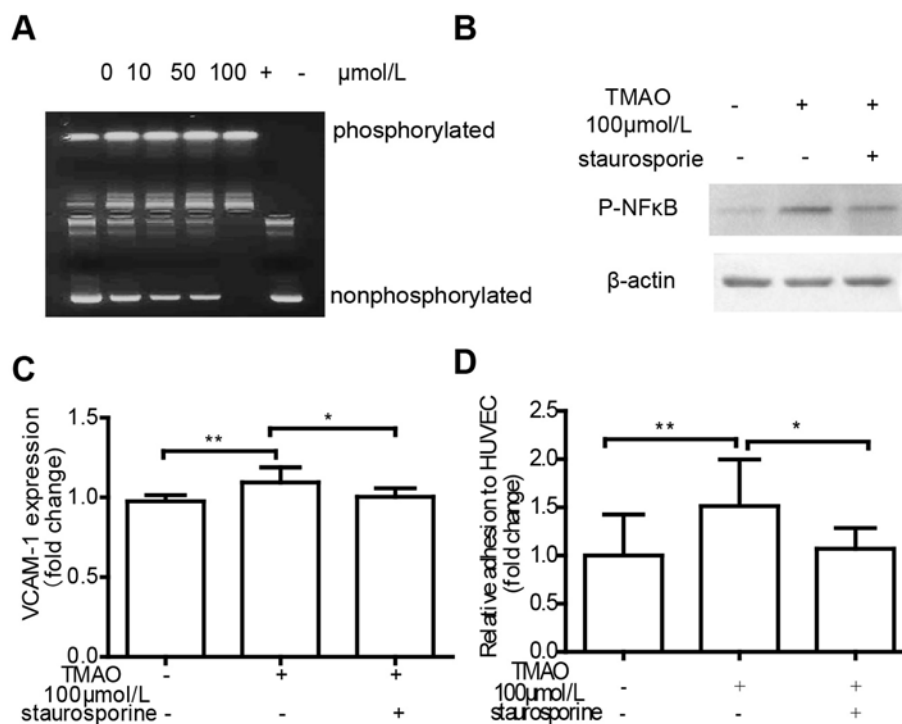 A
0 10 50 100 + - μmol/L
phosphorylated
nonphosphorylated
B
TMAO - + +
100μmol/L
staurosporie - - +
P-NFκB
β-actin
C
VCAM-1 expression
(fold change)
1.5
1.0
0.5
0.0
**
*
TMAO - + +
100μmol/L
staurosporine - - +
D
Relative adhesion to HUVEC
(fold change)
2.5
2.0
1.5
1.0
0.5
0.0
**
*
TMAO
100μmol/L - + +
staurosporine - - +